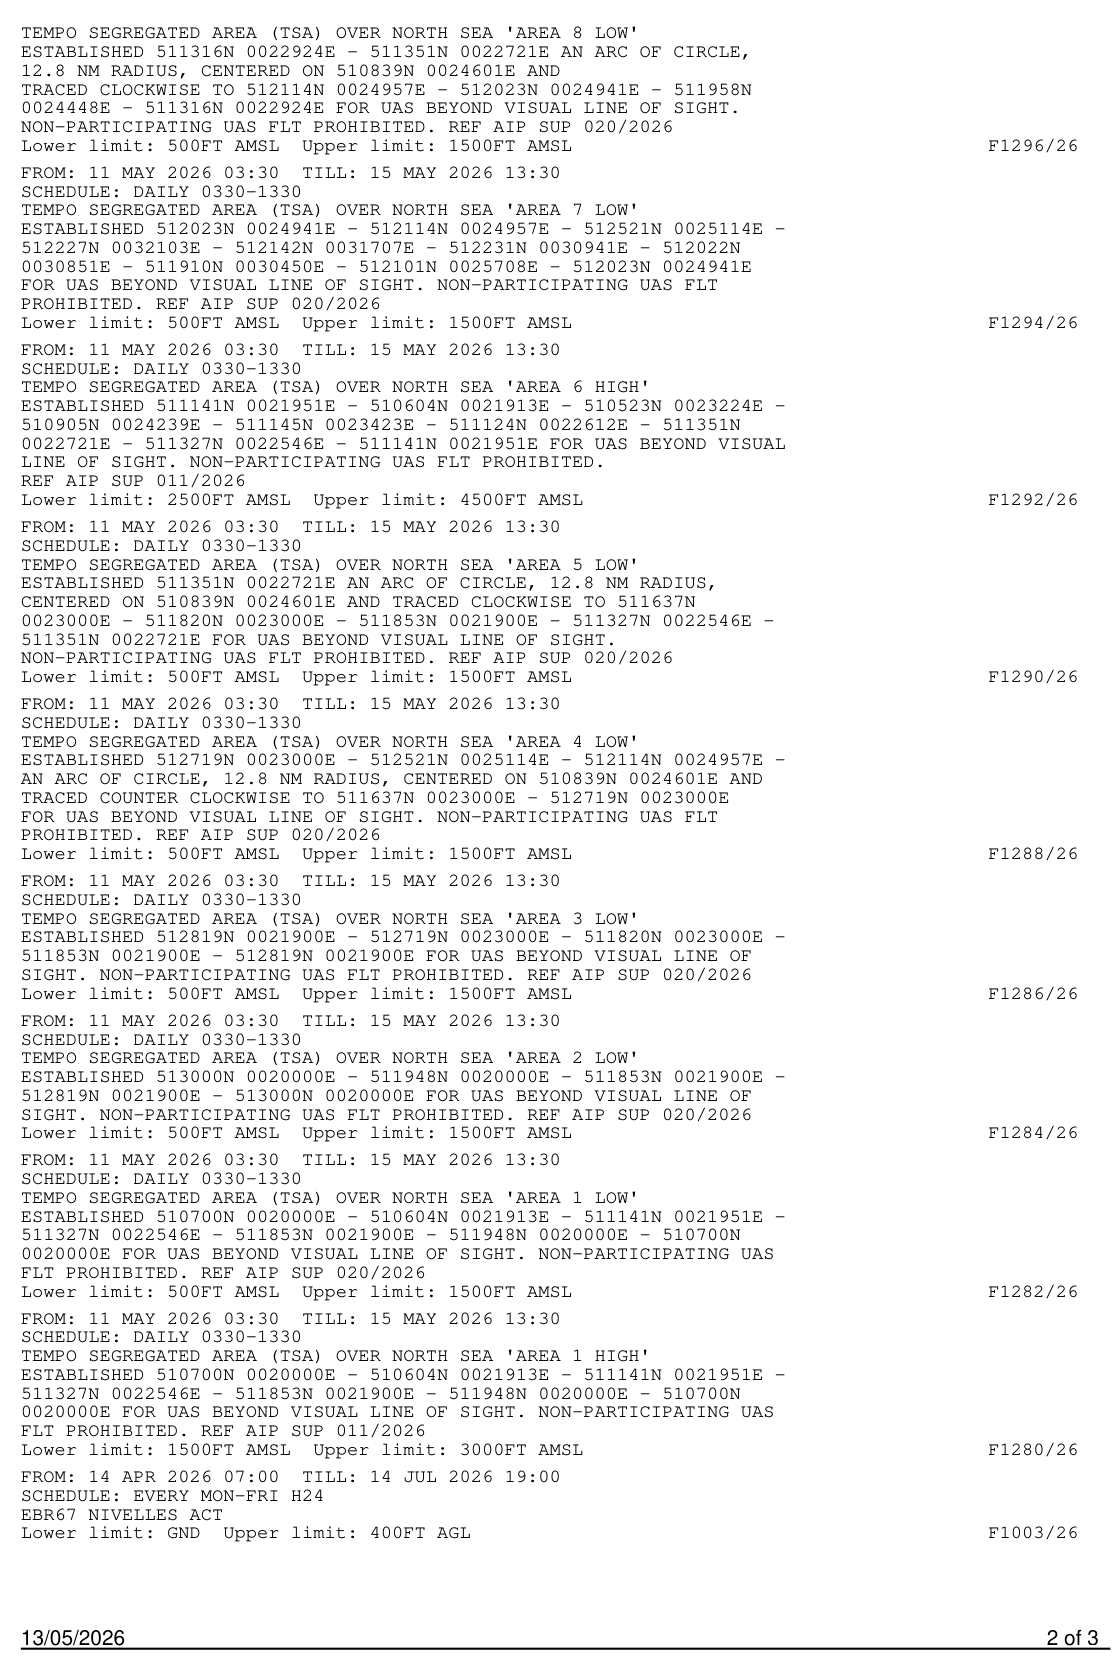 TEMPO SEGREGATED AREA (TSA) OVER NORTH SEA 'AREA 8 LOW'
ESTABLISHED 511316N 0022924E - 511351N 0022721E AN ARC OF CIRCLE,
12.8 NM RADIUS, CENTERED ON 510839N 0024601E AND
TRACED CLOCKWISE TO 512114N 0024957E - 512023N 0024941E - 511958N
0024448E - 511316N 0022924E FOR UAS BEYOND VISUAL LINE OF SIGHT.
NON-PARTICIPATING UAS FLT PROHIBITED. REF AIP SUP 020/2026
Lower limit: 500FT AMSL  Upper limit: 1500FT AMSL F1296/26
FROM: 11 MAY 2026 03:30  TILL: 15 MAY 2026 13:30
SCHEDULE: DAILY 0330-1330
TEMPO SEGREGATED AREA (TSA) OVER NORTH SEA 'AREA 7 LOW'
ESTABLISHED 512023N 0024941E - 512114N 0024957E - 512521N 0025114E -
512227N 0032103E - 512142N 0031707E - 512231N 0030941E - 512022N
0030851E - 511910N 0030450E - 512101N 0025708E - 512023N 0024941E
FOR UAS BEYOND VISUAL LINE OF SIGHT. NON-PARTICIPATING UAS FLT
PROHIBITED. REF AIP SUP 020/2026
Lower limit: 500FT AMSL  Upper limit: 1500FT AMSL F1294/26
FROM: 11 MAY 2026 03:30  TILL: 15 MAY 2026 13:30
SCHEDULE: DAILY 0330-1330
TEMPO SEGREGATED AREA (TSA) OVER NORTH SEA 'AREA 6 HIGH'
ESTABLISHED 511141N 0021951E - 510604N 0021913E - 510523N 0023224E -
510905N 0024239E - 511145N 0023423E - 511124N 0022612E - 511351N
0022721E - 511327N 0022546E - 511141N 0021951E FOR UAS BEYOND VISUAL
LINE OF SIGHT. NON-PARTICIPATING UAS FLT PROHIBITED.
REF AIP SUP 011/2026
Lower limit: 2500FT AMSL  Upper limit: 4500FT AMSL F1292/26
FROM: 11 MAY 2026 03:30  TILL: 15 MAY 2026 13:30
SCHEDULE: DAILY 0330-1330
TEMPO SEGREGATED AREA (TSA) OVER NORTH SEA 'AREA 5 LOW'
ESTABLISHED 511351N 0022721E AN ARC OF CIRCLE, 12.8 NM RADIUS,
CENTERED ON 510839N 0024601E AND TRACED CLOCKWISE TO 511637N
0023000E - 511820N 0023000E - 511853N 0021900E - 511327N 0022546E -
511351N 0022721E FOR UAS BEYOND VISUAL LINE OF SIGHT.
NON-PARTICIPATING UAS FLT PROHIBITED. REF AIP SUP 020/2026
Lower limit: 500FT AMSL  Upper limit: 1500FT AMSL F1290/26
FROM: 11 MAY 2026 03:30  TILL: 15 MAY 2026 13:30
SCHEDULE: DAILY 0330-1330
TEMPO SEGREGATED AREA (TSA) OVER NORTH SEA 'AREA 4 LOW'
ESTABLISHED 512719N 0023000E - 512521N 0025114E - 512114N 0024957E -
AN ARC OF CIRCLE, 12.8 NM RADIUS, CENTERED ON 510839N 0024601E AND
TRACED COUNTER CLOCKWISE TO 511637N 0023000E - 512719N 0023000E
FOR UAS BEYOND VISUAL LINE OF SIGHT. NON-PARTICIPATING UAS FLT
PROHIBITED. REF AIP SUP 020/2026
Lower limit: 500FT AMSL  Upper limit: 1500FT AMSL F1288/26
FROM: 11 MAY 2026 03:30  TILL: 15 MAY 2026 13:30
SCHEDULE: DAILY 0330-1330
TEMPO SEGREGATED AREA (TSA) OVER NORTH SEA 'AREA 3 LOW'
ESTABLISHED 512819N 0021900E - 512719N 0023000E - 511820N 0023000E -
511853N 0021900E - 512819N 0021900E FOR UAS BEYOND VISUAL LINE OF
SIGHT. NON-PARTICIPATING UAS FLT PROHIBITED. REF AIP SUP 020/2026
Lower limit: 500FT AMSL  Upper limit: 1500FT AMSL F1286/26
FROM: 11 MAY 2026 03:30  TILL: 15 MAY 2026 13:30
SCHEDULE: DAILY 0330-1330
TEMPO SEGREGATED AREA (TSA) OVER NORTH SEA 'AREA 2 LOW'
ESTABLISHED 513000N 0020000E - 511948N 0020000E - 511853N 0021900E -
512819N 0021900E - 513000N 0020000E FOR UAS BEYOND VISUAL LINE OF
SIGHT. NON-PARTICIPATING UAS FLT PROHIBITED. REF AIP SUP 020/2026
Lower limit: 500FT AMSL  Upper limit: 1500FT AMSL F1284/26
FROM: 11 MAY 2026 03:30  TILL: 15 MAY 2026 13:30
SCHEDULE: DAILY 0330-1330
TEMPO SEGREGATED AREA (TSA) OVER NORTH SEA 'AREA 1 LOW'
ESTABLISHED 510700N 0020000E - 510604N 0021913E - 511141N 0021951E -
511327N 0022546E - 511853N 0021900E - 511948N 0020000E - 510700N
0020000E FOR UAS BEYOND VISUAL LINE OF SIGHT. NON-PARTICIPATING UAS
FLT PROHIBITED. REF AIP SUP 020/2026
Lower limit: 500FT AMSL  Upper limit: 1500FT AMSL F1282/26
FROM: 11 MAY 2026 03:30  TILL: 15 MAY 2026 13:30
SCHEDULE: DAILY 0330-1330
TEMPO SEGREGATED AREA (TSA) OVER NORTH SEA 'AREA 1 HIGH'
ESTABLISHED 510700N 0020000E - 510604N 0021913E - 511141N 0021951E -
511327N 0022546E - 511853N 0021900E - 511948N 0020000E - 510700N
0020000E FOR UAS BEYOND VISUAL LINE OF SIGHT. NON-PARTICIPATING UAS
FLT PROHIBITED. REF AIP SUP 011/2026
Lower limit: 1500FT AMSL  Upper limit: 3000FT AMSL F1280/26
FROM: 14 APR 2026 07:00  TILL: 14 JUL 2026 19:00
SCHEDULE: EVERY MON-FRI H24
EBR67 NIVELLES ACT
Lower limit: GND  Upper limit: 400FT AGL F1003/26
13/05/2026 2 of 3